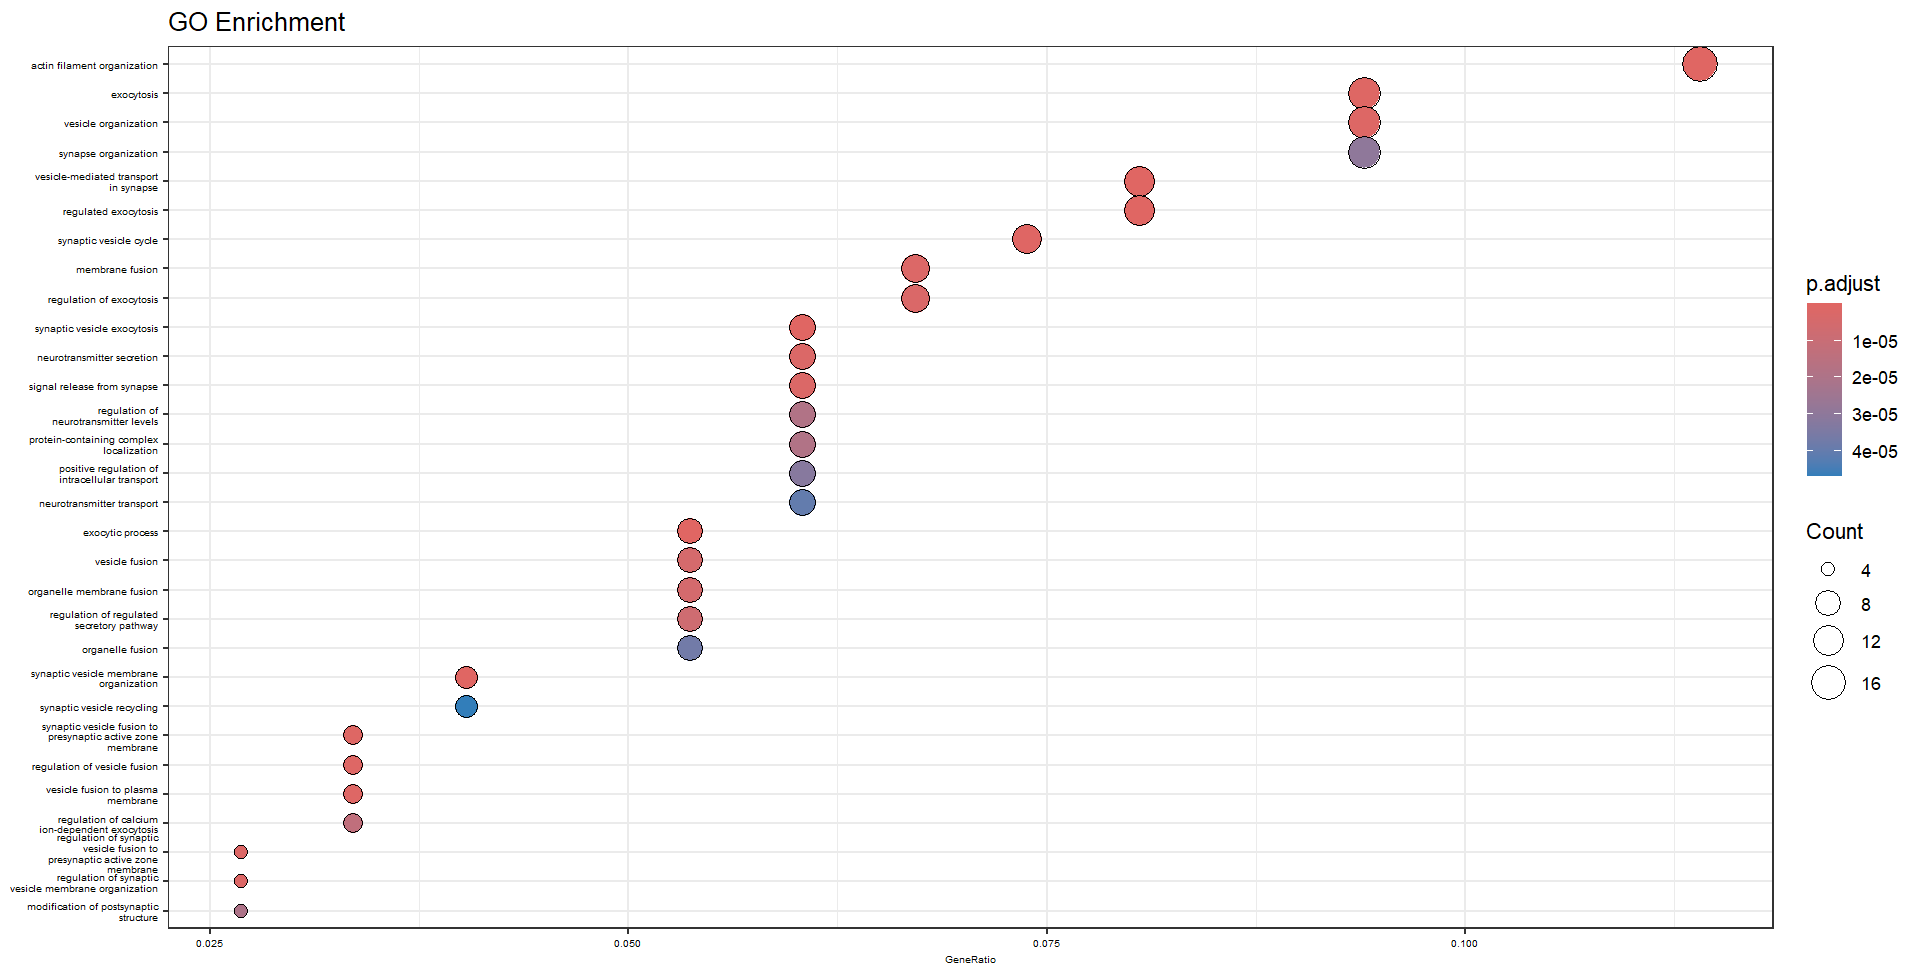 GO Enrichment
actin filament organization
exocytosis
vesicle organization
synapse organization
vesicle-mediated transport
in synapse
regulated exocytosis
synaptic vesicle cycle
membrane fusion
regulation of exocytosis
synaptic vesicle exocytosis
neurotransmitter secretion
signal release from synapse
regulation of
neurotransmitter levels
protein-containing complex
localization
positive regulation of
intracellular transport
neurotransmitter transport
exocytic process
vesicle fusion
organelle membrane fusion
regulation of regulated
secretory pathway
organelle fusion
synaptic vesicle membrane
organization
synaptic vesicle recycling
synaptic vesicle fusion to
presynaptic active zone
membrane
regulation of vesicle fusion
vesicle fusion to plasma
membrane
regulation of calcium
ion-dependent exocytosis
regulation of synaptic
vesicle fusion to
presynaptic active zone
membrane
regulation of synaptic
vesicle membrane organization
modification of postsynaptic
structure
0.025 0.050 0.075 0.100
GeneRatio
p.adjust
1e-05
2e-05
3e-05
4e-05
Count
4
8
12
16